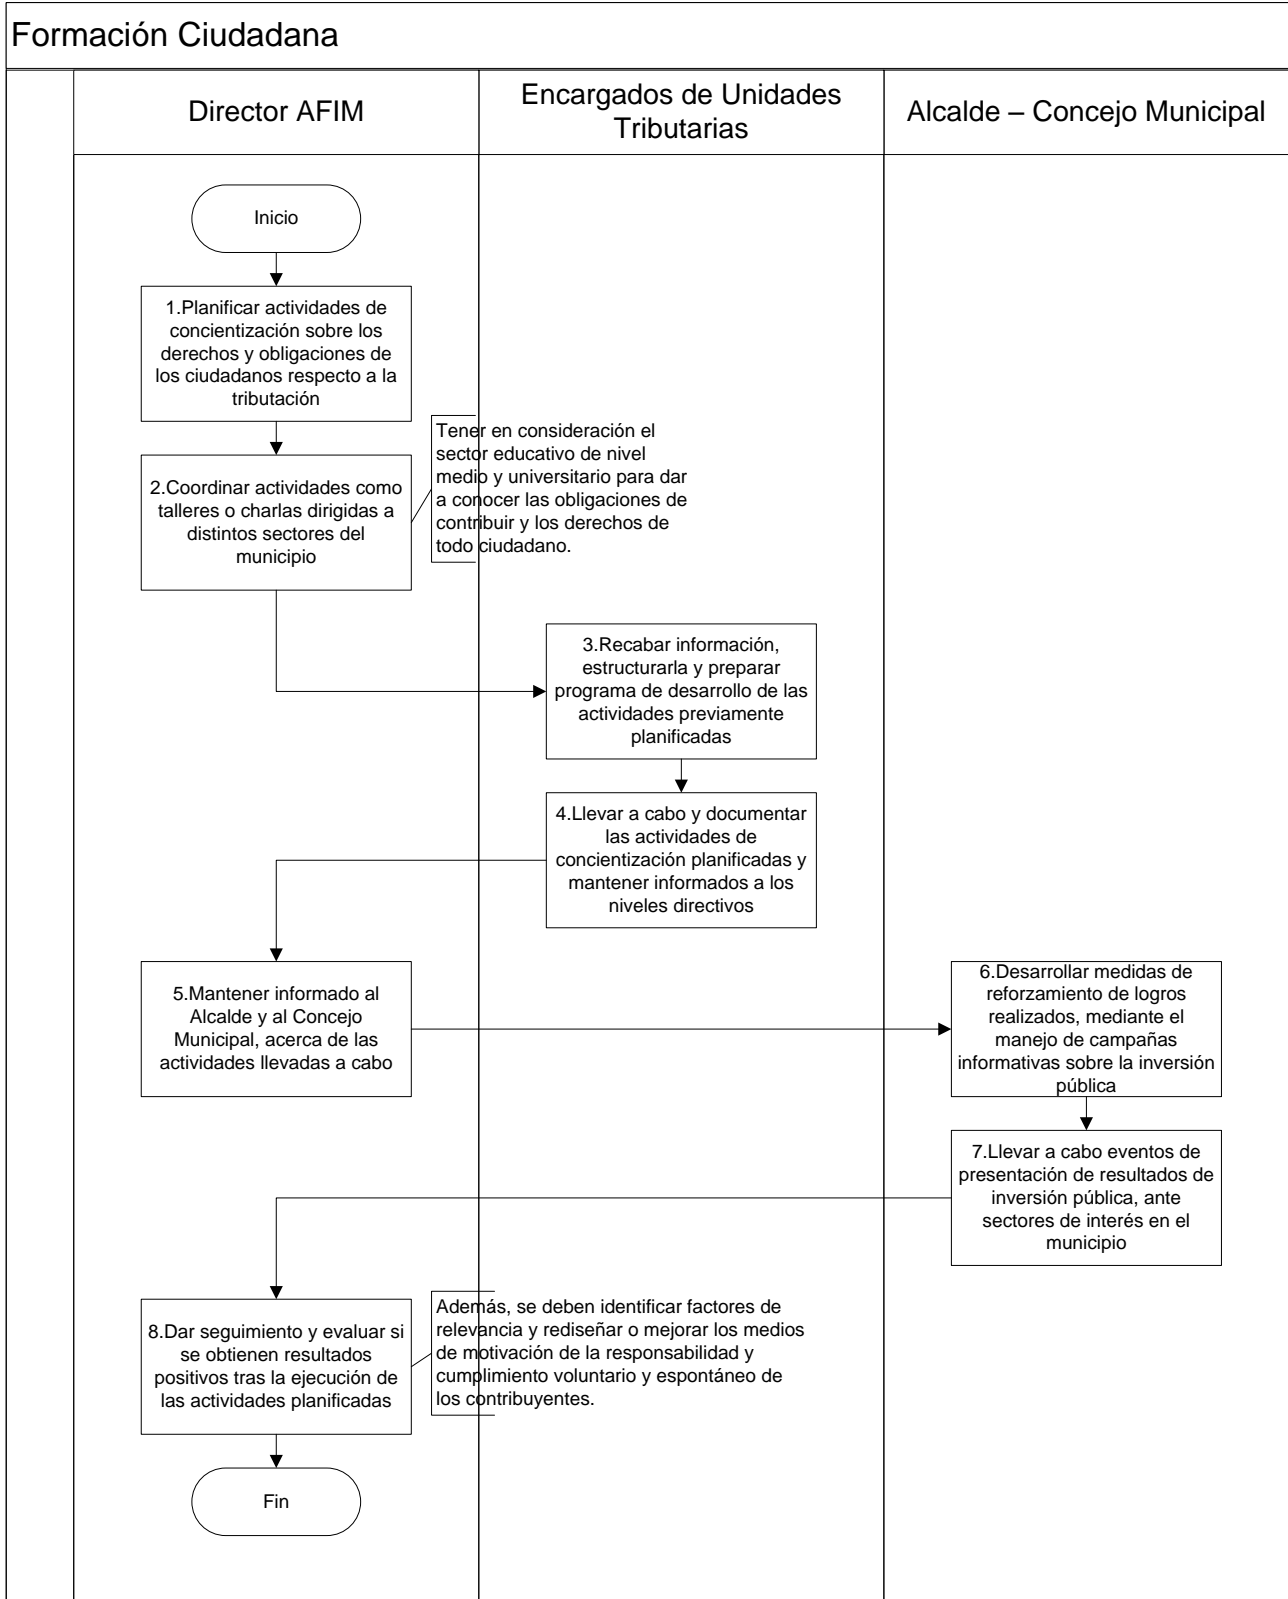 Formación Ciudadana
Director AFIM
Encargados de Unidades
Tributarias
Alcalde – Concejo Municipal
Inicio
1.Planificar actividades de
concientización sobre los
derechos y obligaciones de
los ciudadanos respecto a la
tributación
2.Coordinar actividades como
talleres o charlas dirigidas a
distintos sectores del
municipio
Tener en consideración el
sector educativo de nivel
medio y universitario para dar
a conocer las obligaciones de
contribuir y los derechos de
todo ciudadano.
3.Recabar información,
estructurarla y preparar
programa de desarrollo de las
actividades previamente
planificadas
4.Llevar a cabo y documentar
las actividades de
concientización planificadas y
mantener informados a los
niveles directivos
5.Mantener informado al
Alcalde y al Concejo
Municipal, acerca de las
actividades llevadas a cabo
6.Desarrollar medidas de
reforzamiento de logros
realizados, mediante el
manejo de campañas
informativas sobre la inversión
pública
7.Llevar a cabo eventos de
presentación de resultados de
inversión pública, ante
sectores de interés en el
municipio
8.Dar seguimiento y evaluar si
se obtienen resultados
positivos tras la ejecución de
las actividades planificadas
Además, se deben identificar factores de
relevancia y rediseñar o mejorar los medios
de motivación de la responsabilidad y
cumplimiento voluntario y espontáneo de
los contribuyentes.
Fin